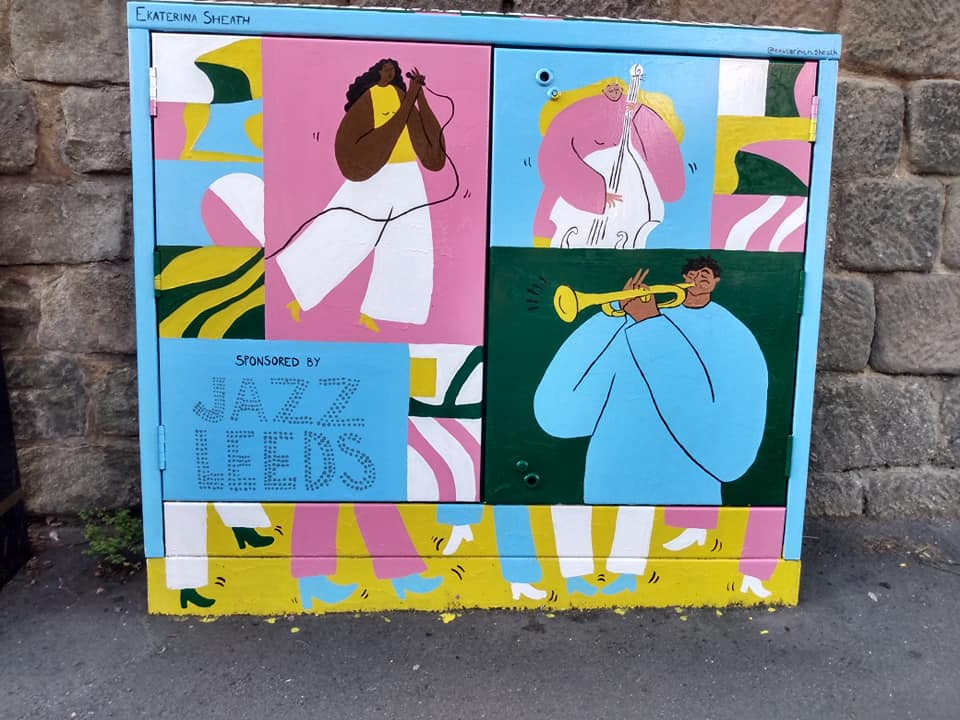 EKATERINA SHEATH
@ekaterina.n.sheath
SPONSORED BY
JAZZ
LEEDS